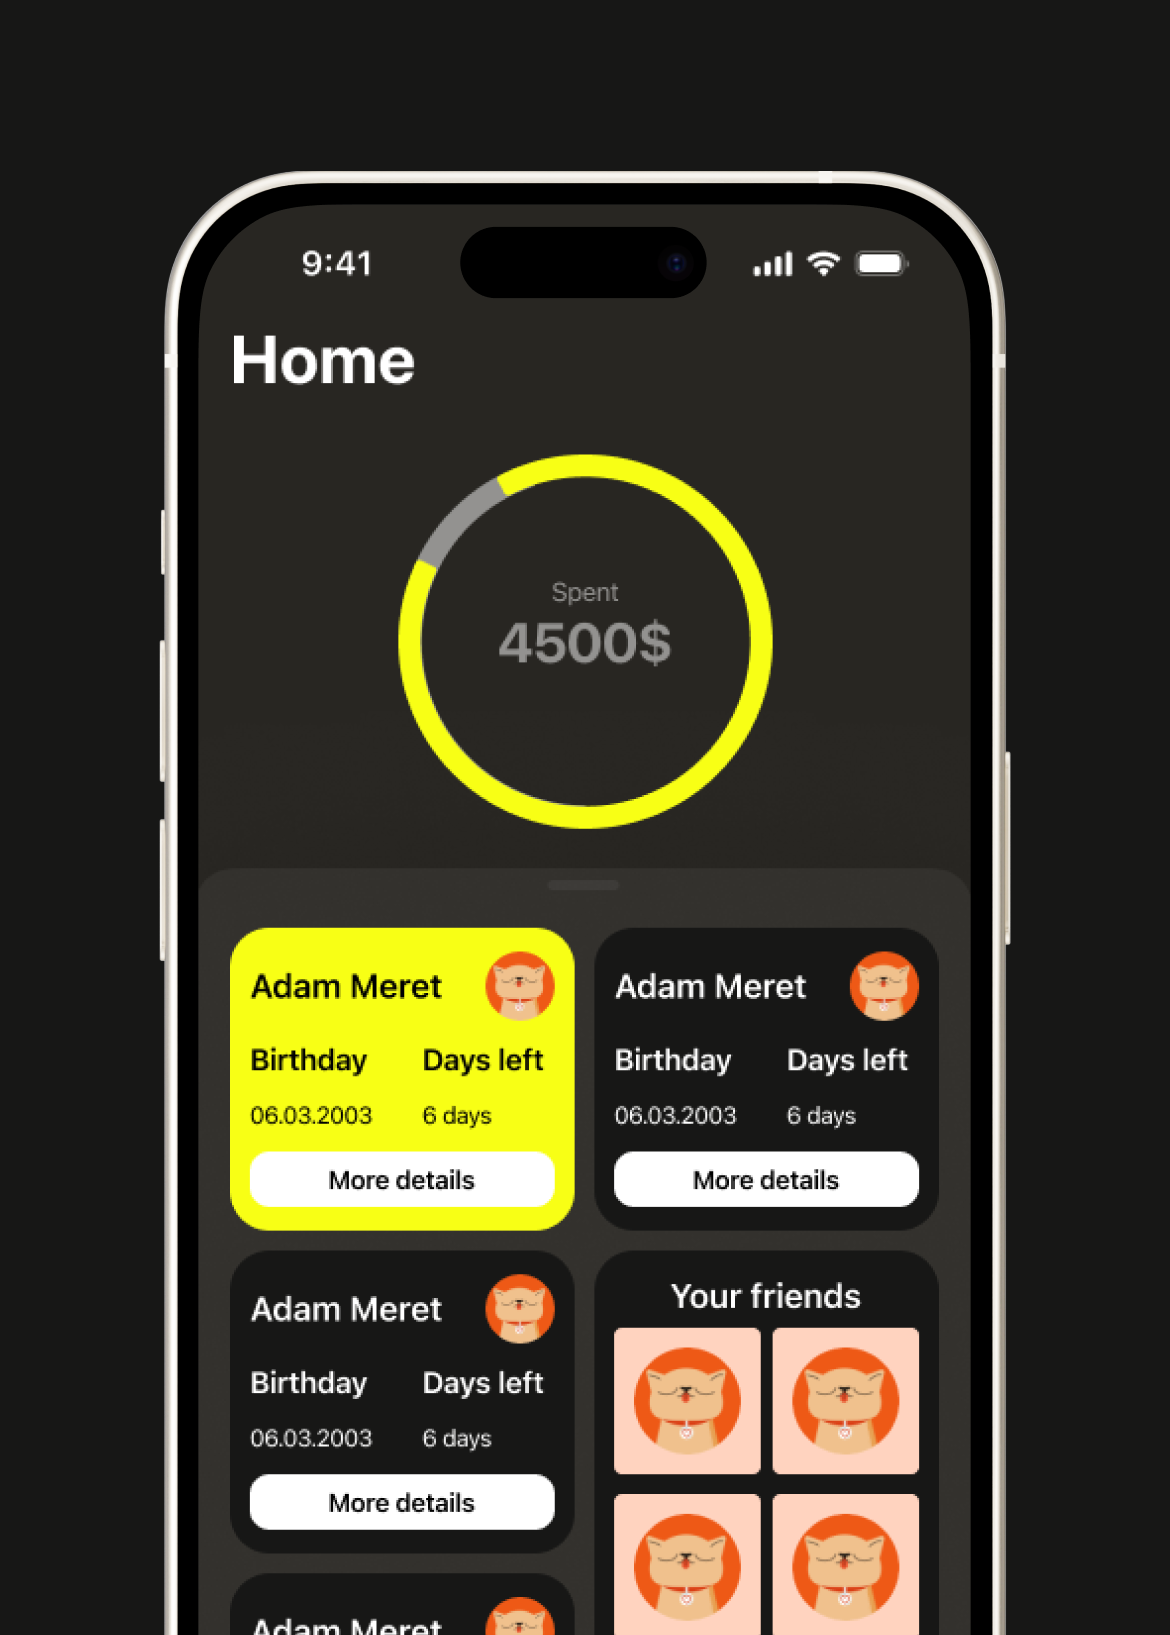 9:41
Home
Spent
4500$
Adam Meret
Birthday Days left
06.03.2003 6 days
More details
Adam Meret
Birthday Days left
06.03.2003 6 days
More details
Adam Meret
Birthday Days left
06.03.2003 6 days
More details
Your friends
Adam Meret